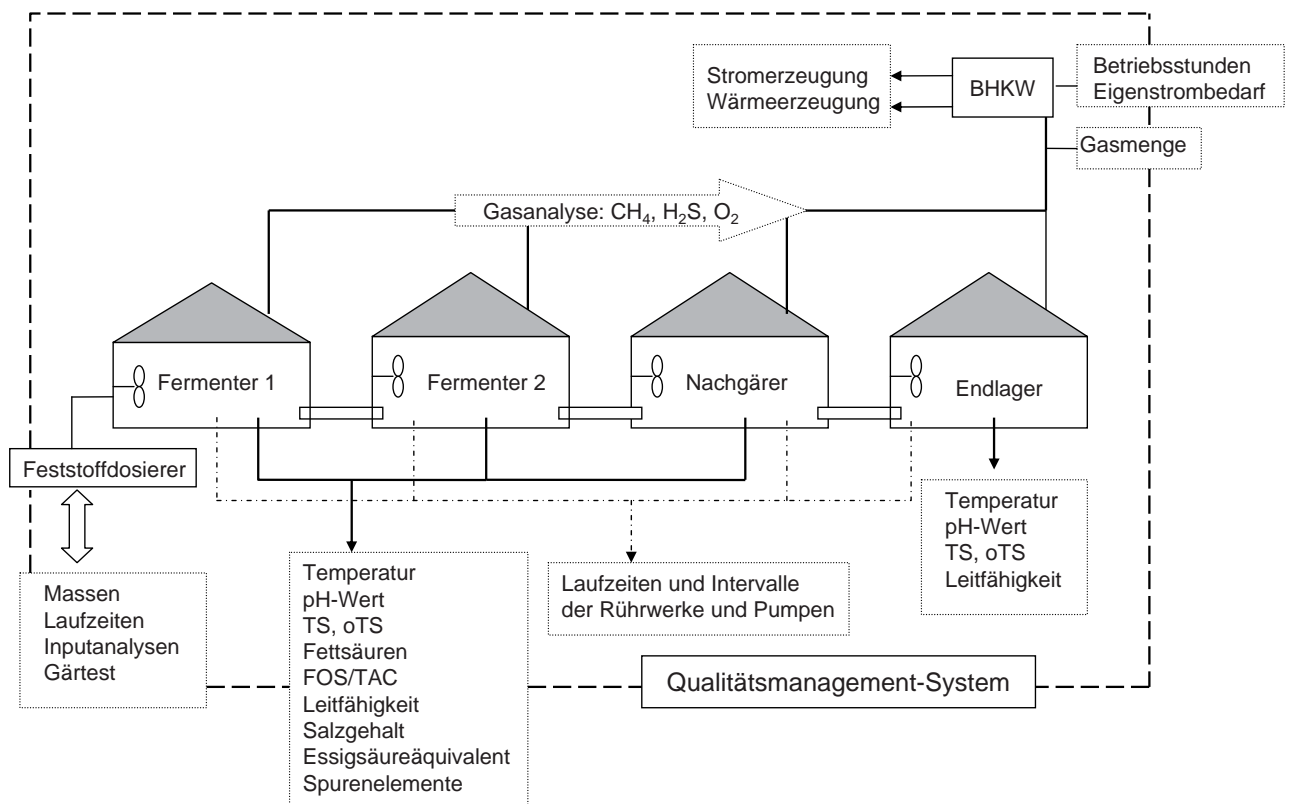 Stromerzeugung
Wärmeerzeugung
BHKW
Betriebsstunden
Eigenstrombedarf
Gasmenge
Gasanalyse: CH₄, H₂S, O₂
Fermenter 1
Fermenter 2
Nachgärer
Endlager
Feststoffdosierer
Massen
Laufzeiten
Inputanalysen
Gärtest
Temperatur
pH-Wert
TS, oTS
Fettsäuren
FOS/TAC
Leitfähigkeit
Salzgehalt
Essigsäureäquivalent
Spurenelemente
Laufzeiten und Intervalle
der Rührwerke und Pumpen
Temperatur
pH-Wert
TS, oTS
Leitfähigkeit
Qualitätsmanagement-System